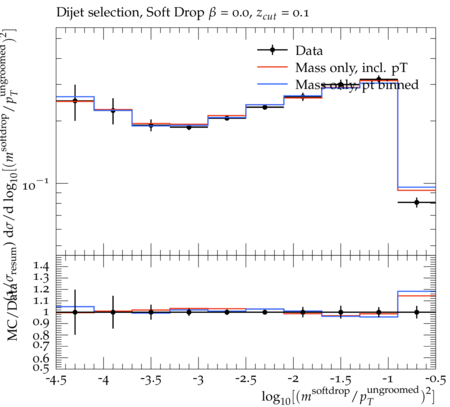 Dijet selection, Soft Drop β = 0.0, z_cut = 0.1
(1/σ_resum) dσ/d log₁₀[(m^softdrop/p_T^ungroomed)²]
Data
Mass only, incl. pT
Mass only, pt binned
10⁻¹
MC/Data
1.4
1.3
1.2
1.1
1
0.9
0.8
0.7
0.6
0.5
-4.5 -4 -3.5 -3 -2.5 -2 -1.5 -1 -0.5
log₁₀[(m^softdrop/p_T^ungroomed)²]